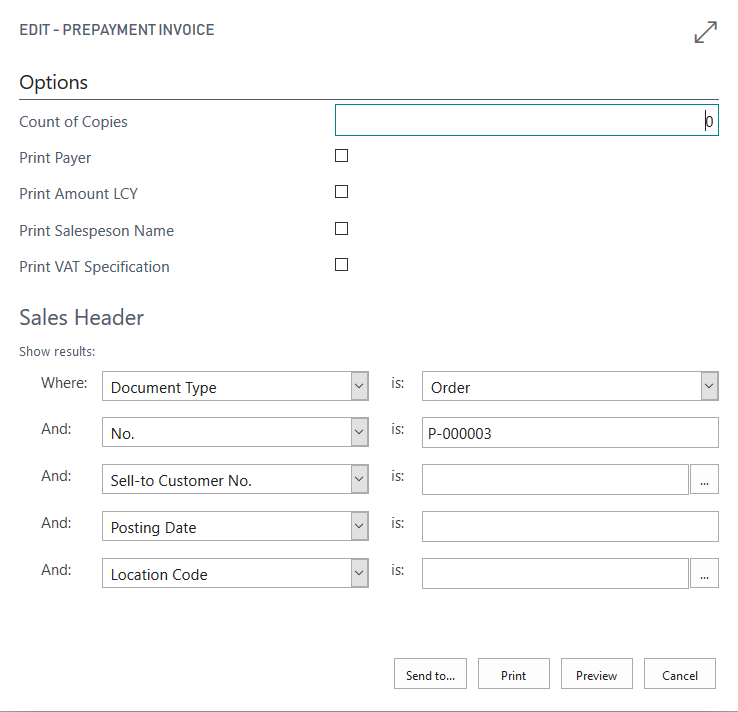 EDIT - PREPAYMENT INVOICE
Options
Count of Copies 0
Print Payer
Print Amount LCY
Print Salespeson Name
Print VAT Specification
Sales Header
Show results:
Where: Document Type is: Order
And: No. is: P-000003
And: Sell-to Customer No. is: ...
And: Posting Date is:
And: Location Code is: ...
Send to... Print Preview Cancel